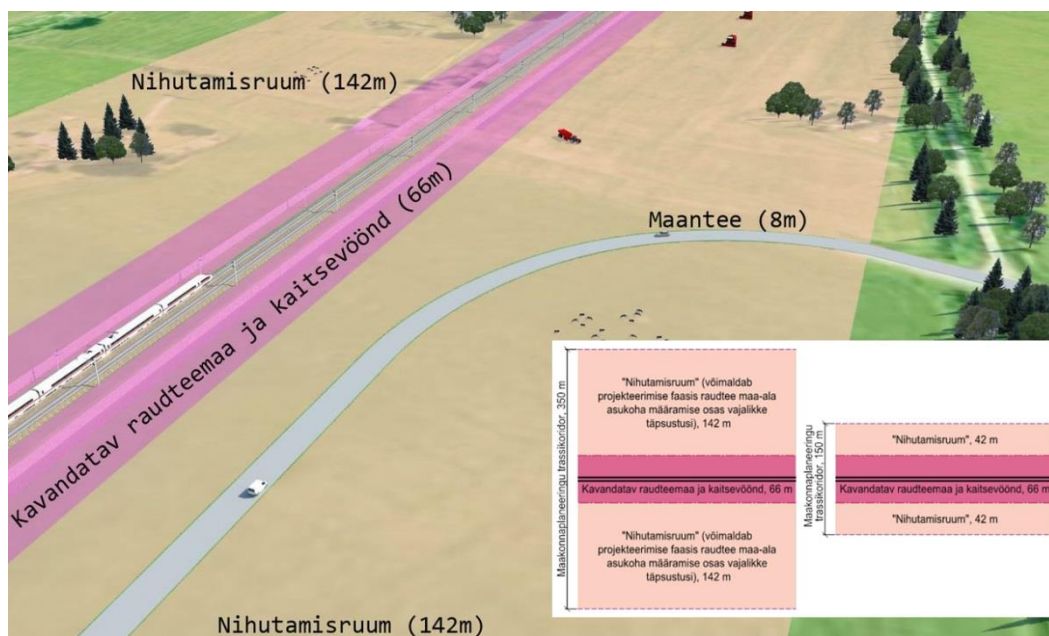 Nihutamisruum (142m)
Kavandatav raudteemaa ja kaitsevöönd (66m)
Maantee (8m)
Nihutamisruum (142m)
Maakonnaplaneeringu trassikoridor, 350 m
"Nihutamisruum" (võimaldab
projekteerimise faasis raudtee maa-ala
asukoha määramise osas vajalikke
täpsustusi), 142 m
Kavandatav raudteemaa ja kaitsevöönd, 66 m
"Nihutamisruum" (võimaldab
projekteerimise faasis raudtee maa-ala
asukoha määramise osas vajalikke
täpsustusi), 142 m
Maakonnaplaneeringu
trassikoridor, 150 m
"Nihutamisruum", 42 m
Kavandatav raudteemaa ja kaitsevöönd, 66 m
"Nihutamisruum", 42 m